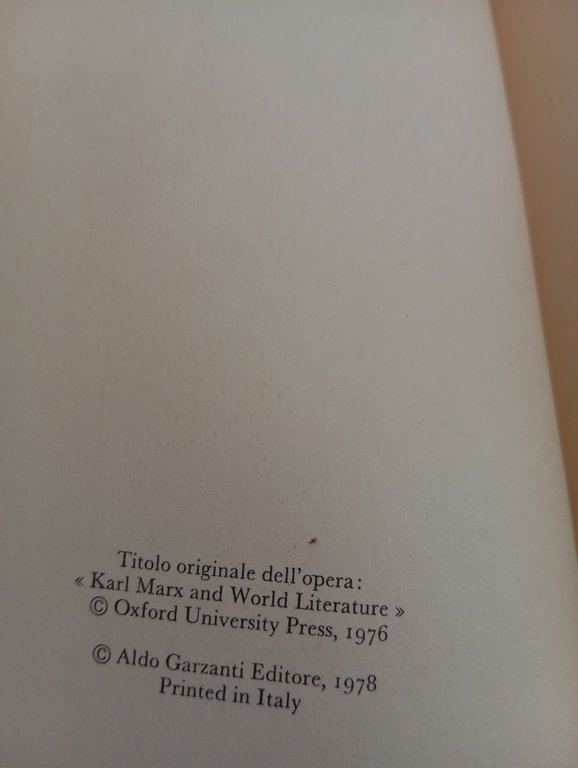 Titolo originale dell'opera:
« Karl Marx and World Literature »
© Oxford University Press, 1976
© Aldo Garzanti Editore, 1978
Printed in Italy